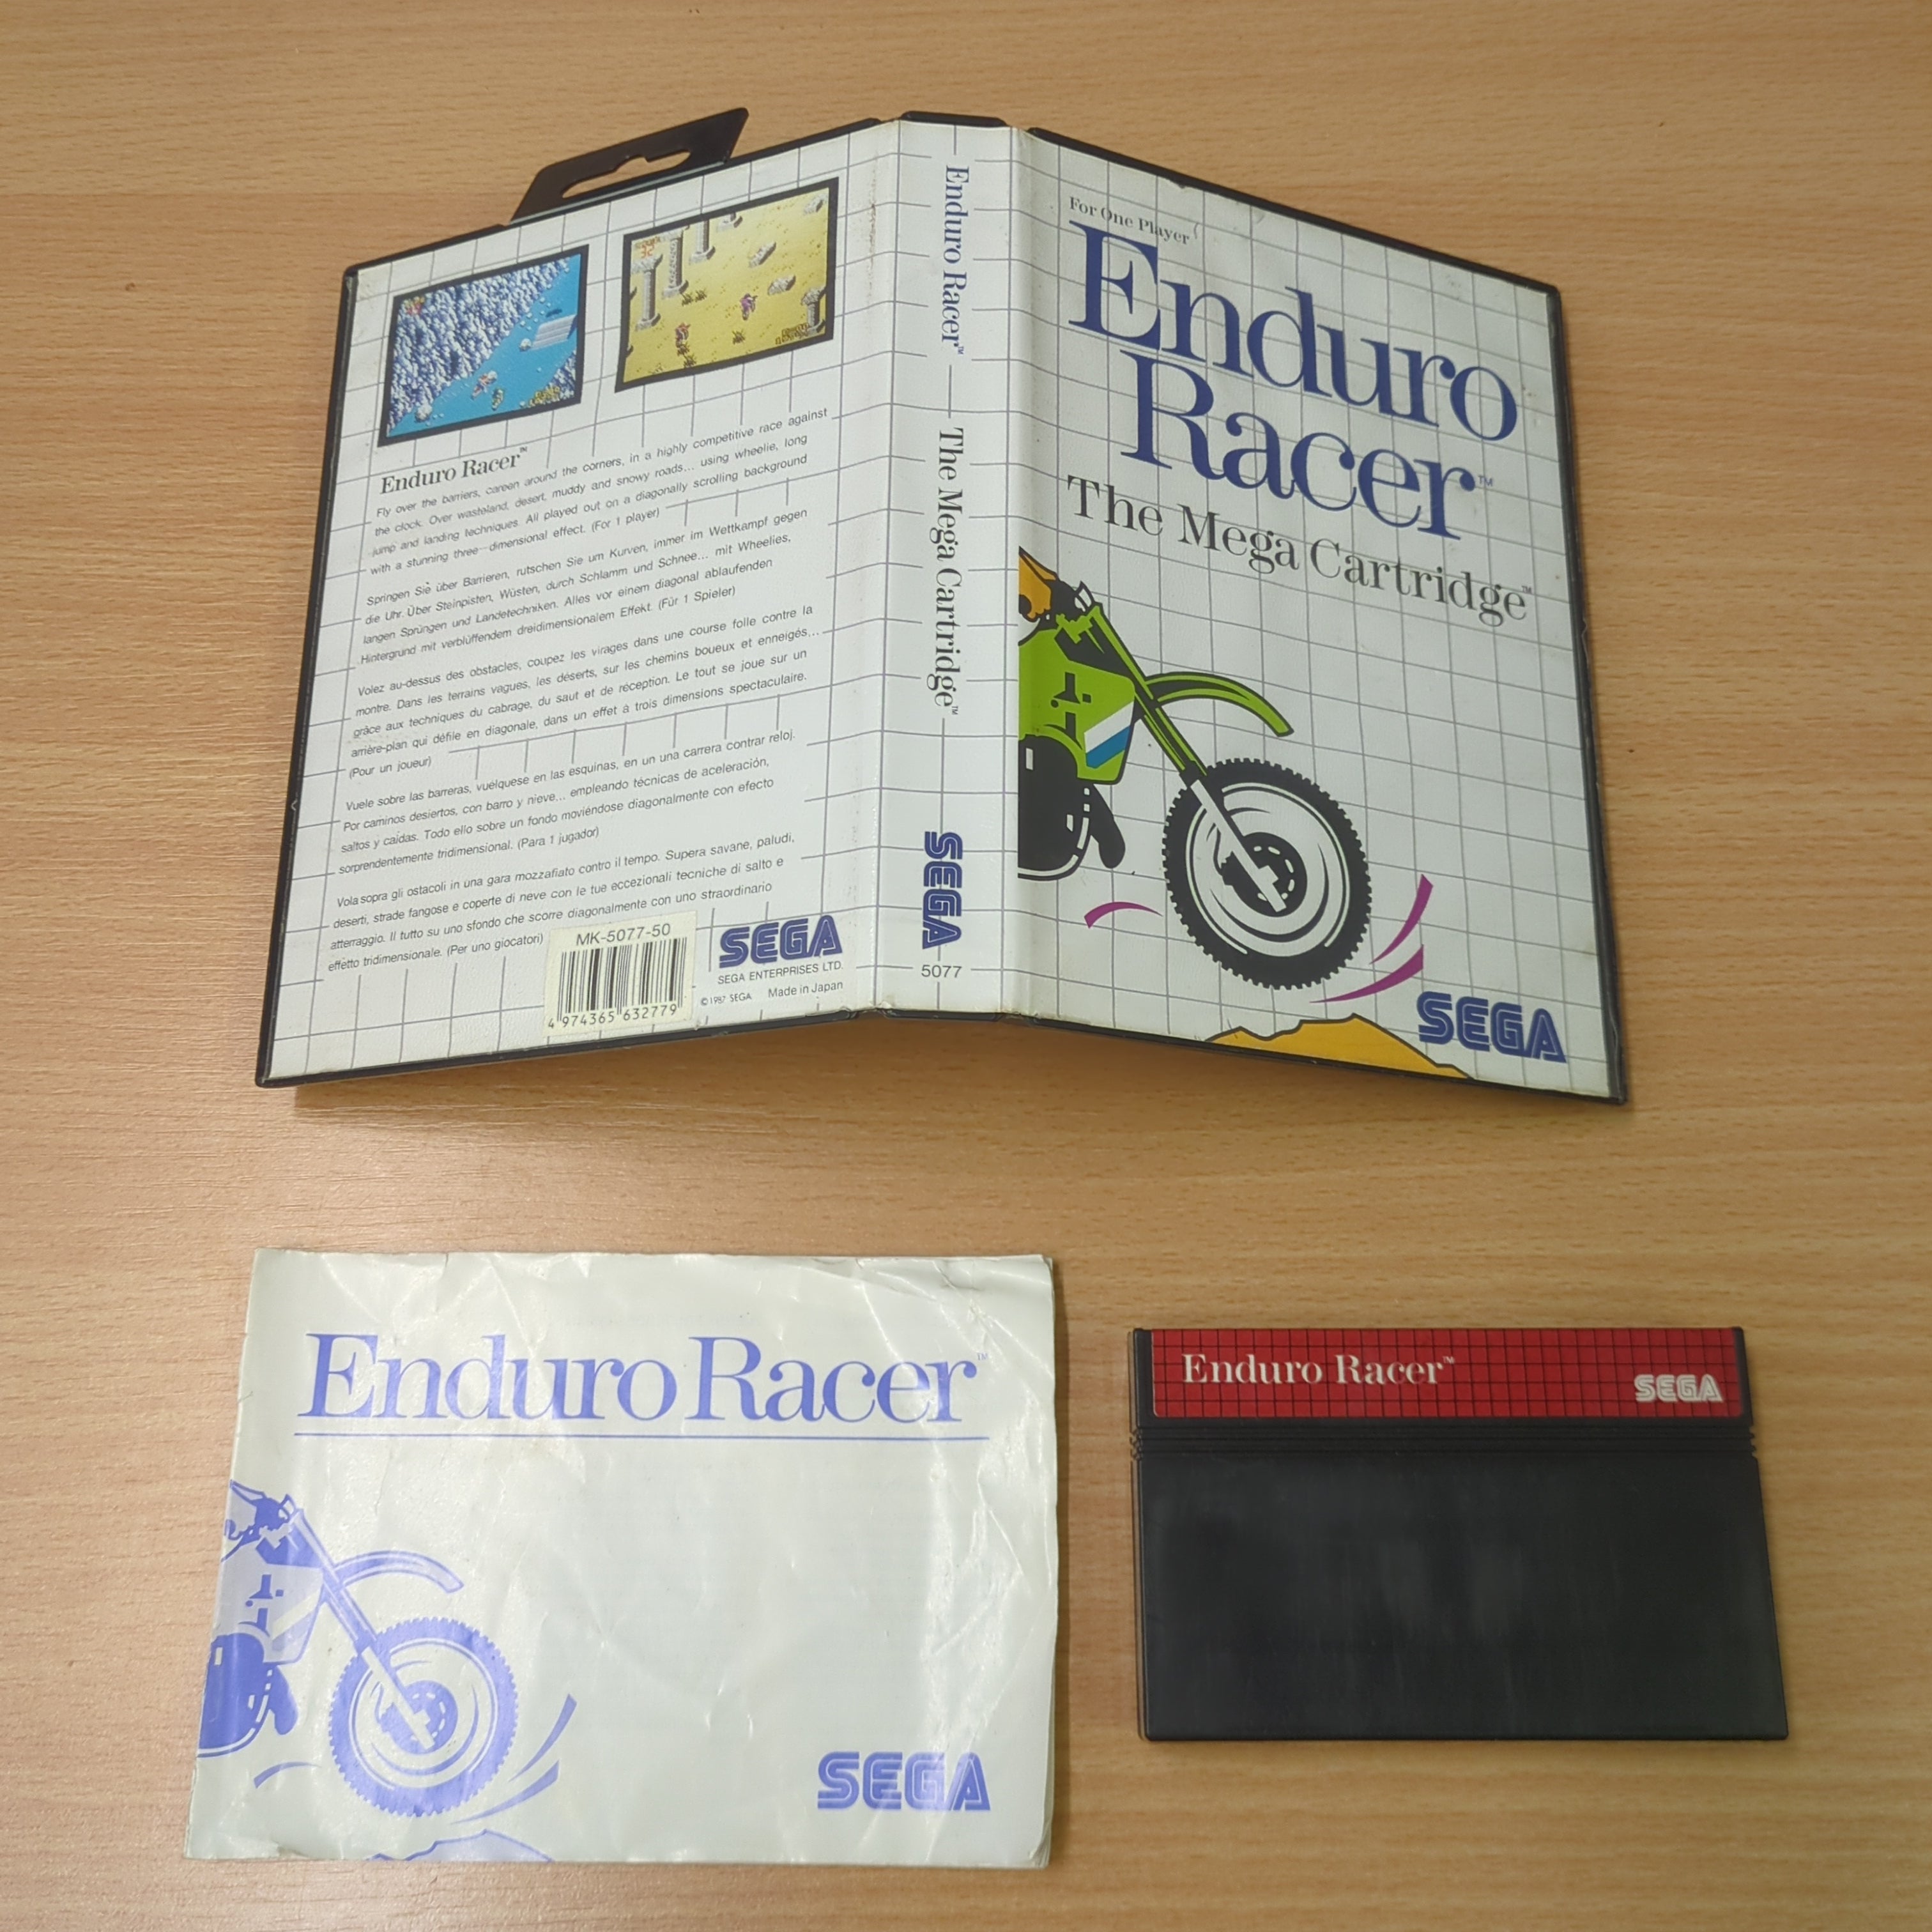 Enduro Racer™
Fly over the barriers, careen around the corners, in a highly competitive race against
the clock. Over wasteland, desert, muddy and snowy roads... using wheelie, long
jump and landing techniques. All played out on a diagonally scrolling background
with a stunning three-dimensional effect. (For 1 player)
Springen Sie über Barrieren, rutschen Sie um Kurven, immer im Wettkampf gegen
die Uhr. Über Steinpisten, Wüsten, durch Schlamm und Schnee... mit Wheelies,
langen Sprüngen und Landetechniken. Alles vor einem diagonal ablaufenden
Hintergrund mit verblüffendem dreidimensionalem Effekt. (Für 1 Spieler)
Volez au-dessus des obstacles, coupez les virages dans une course folle contre la
montre. Dans les terrains vagues, les déserts, sur les chemins boueux et enneigés...
grâce aux techniques du cabrage, du saut et de réception. Le tout se joue sur un
arrière-plan qui défile en diagonale, dans un effet à trois dimensions spectaculaire.
(Pour un joueur)
Vuele sobre las barreras, vuélquese en las esquinas, en un una carrera contrar reloj.
Por caminos desiertos, con barro y nieve... empleando técnicas de aceleración,
saltos y caídas. Todo ello sobre un fondo moviéndose diagonalmente con efecto
sorprendentemente tridimensional. (Para 1 jugador)
Vola sopra gli ostacoli in una gara mozzafiato contro il tempo. Supera savane, paludi,
deserti, strade fangose e coperte di neve con le tue eccezionali tecniche di salto e
atterraggio. Il tutto su uno sfondo che scorre diagonalmente con uno straordinario
effetto tridimensionale. (Per uno giocatori)
MK-5077-50
4 974365 632779
SEGA
SEGA ENTERPRISES LTD.
© 1987 SEGA Made in Japan
Enduro Racer™ The Mega Cartridge™
SEGA
5077
For One Player
Enduro
Racer™
The Mega Cartridge™
SEGA
Enduro Racer™
SEGA
Enduro Racer™
SEGA